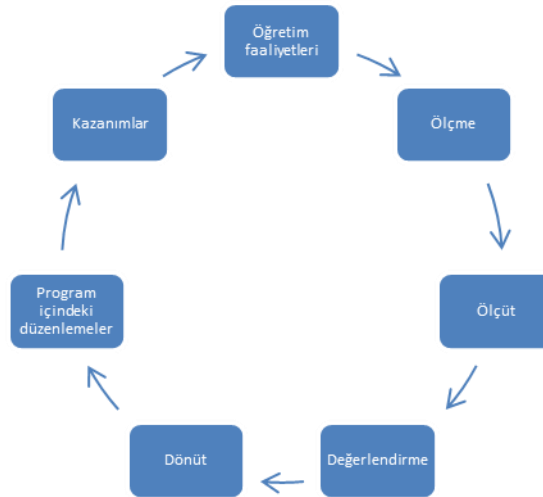 Öğretim
faaliyetleri
Ölçme
Ölçüt
Değerlendirme
Dönüt
Program
içindeki
düzenlemeler
Kazanımlar